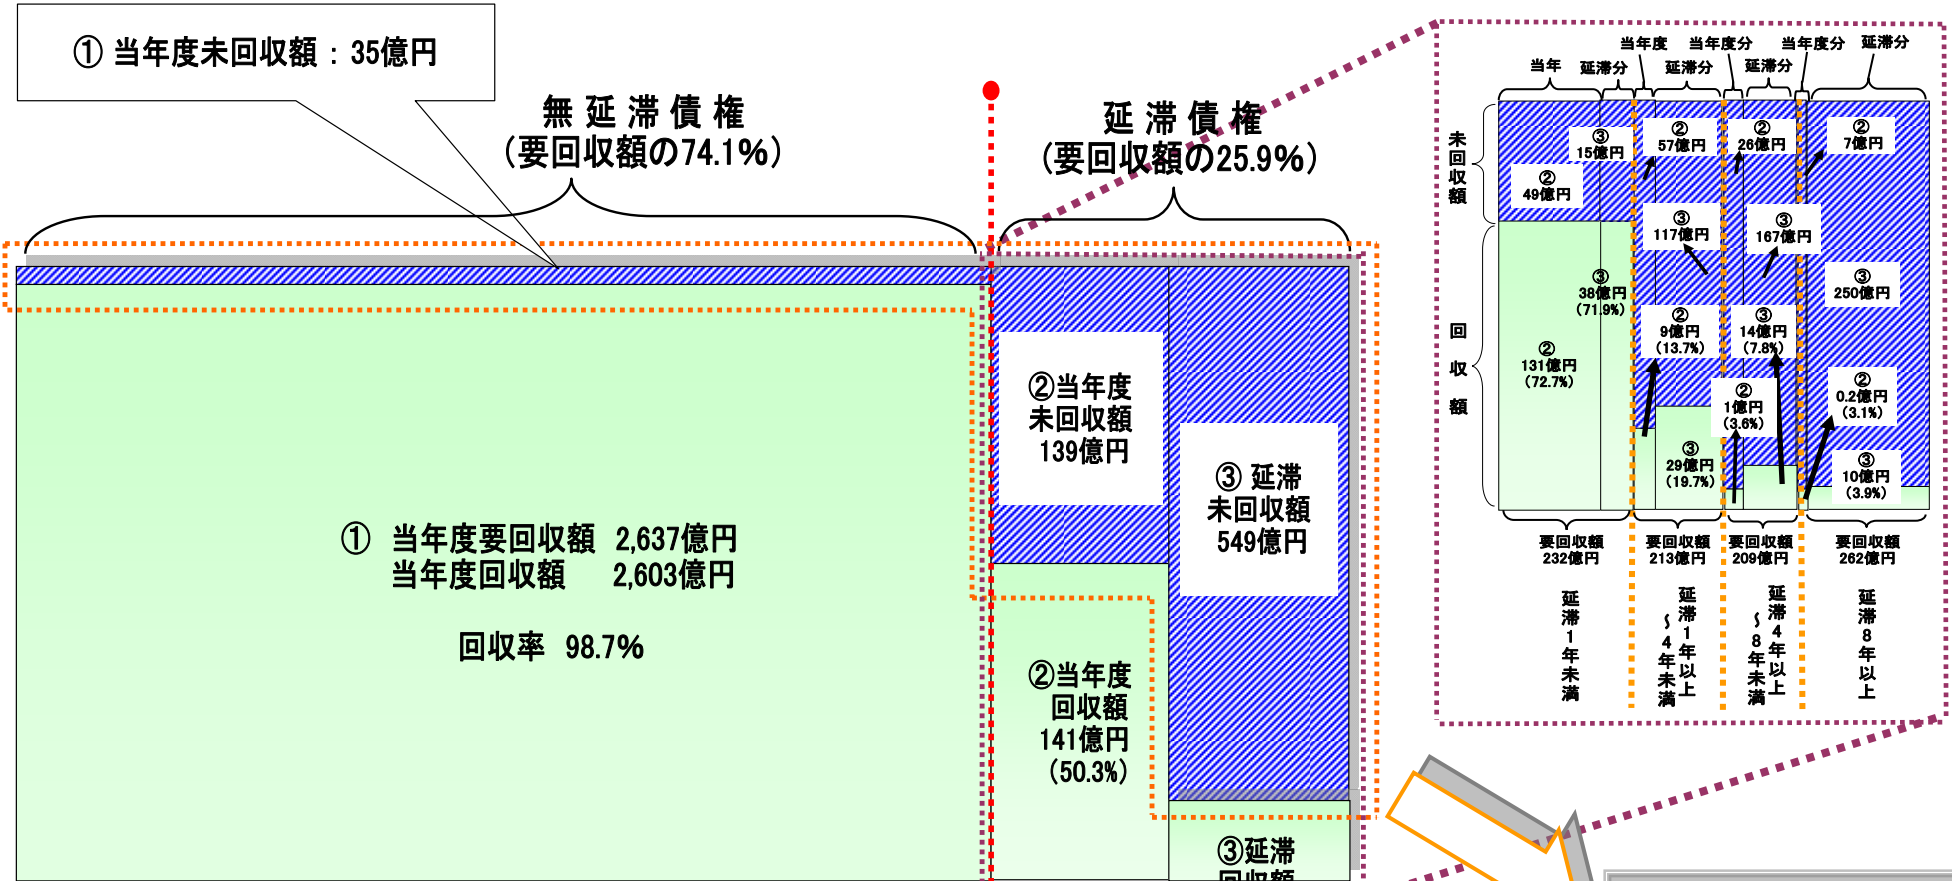 ① 当年度未回収額：35億円
無 延 滞 債 権
（要回収額の74.1%）
延 滞 債 権
（要回収額の25.9%）
① 当年度要回収額 2,637億円
当年度回収額 2,603億円
回収率 98.7%
②当年度
未回収額
139億円
③ 延滞
未回収額
549億円
②当年度
回収額
141億円
（50.3%）
③延滞
回収額
当年
延滞分
当年度
延滞分
当年度分
延滞分
当年度分
延滞分
未回収額
回収額
③
15億円
②
49億円
②
57億円
②
26億円
②
7億円
③
117億円
③
167億円
③
250億円
③
38億円
（71.9%）
②
131億円
（72.7%）
②
9億円
（13.7%）
③
14億円
（7.8%）
②
1億円
（3.6%）
②
0.2億円
（3.1%）
③
29億円
（19.7%）
③
10億円
（3.9%）
要回収額
232億円
要回収額
213億円
要回収額
209億円
要回収額
262億円
延滞1年未満
延滞1年以上
～4年未満
延滞4年以上
～8年未満
延滞8年以上